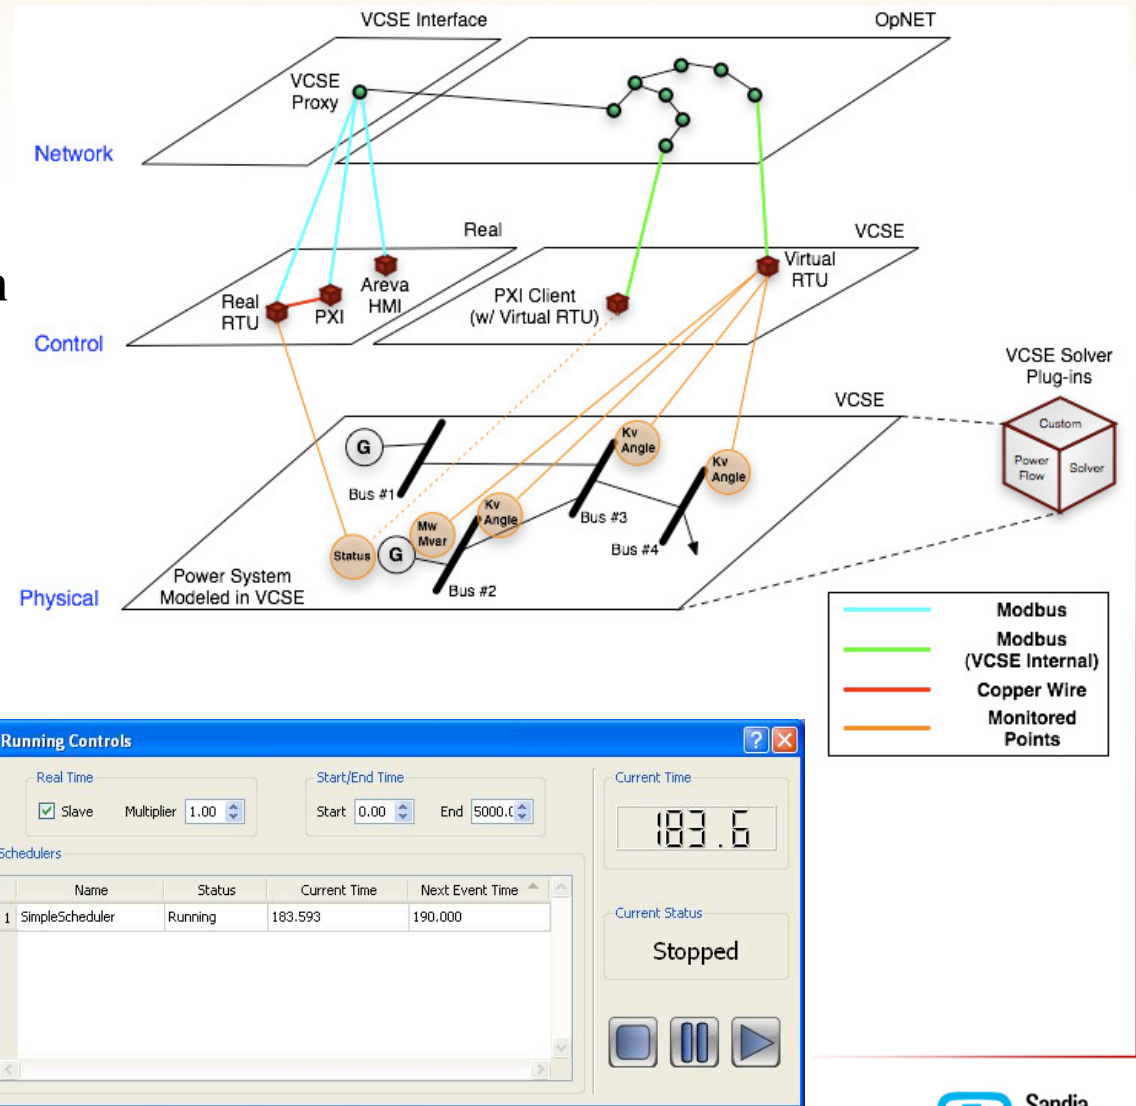 VCSE Interface
OpNET
VCSE
Proxy
Network
Real
VCSE
Virtual
RTU
Areva
HMI
Real
RTU
PXI
PXI Client
(w/ Virtual RTU)
Control
VCSE Solver
Plug-ins
Custom
Power
Flow
Solver
VCSE
G
Bus #1
Kv
Angle
Kv
Angle
Kv
Angle
Mw
Mvar
Bus #3
Bus #4
Status
G
Bus #2
Power System
Modeled in VCSE
Physical
Modbus
Modbus
(VCSE Internal)
Copper Wire
Monitored
Points
Running Controls
Real Time
Slave Multiplier 1.00
Start/End Time
Start 0.00 End 5000.(
Current Time
183.6
Schedulers
Name Status Current Time Next Event Time
1 SimpleScheduler Running 183.593 190.000
Current Status
Stopped
Sandia